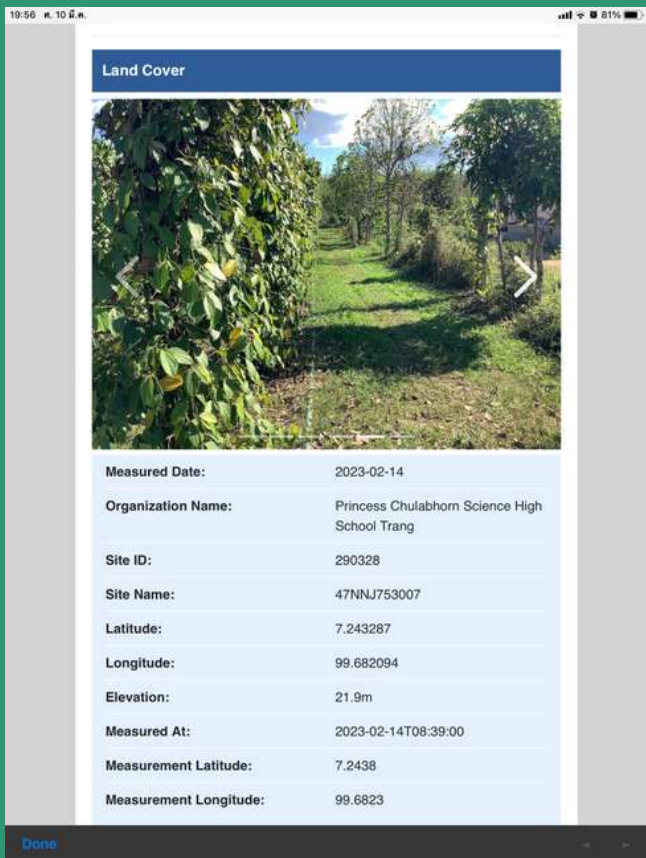 19:56 ศ. 10 มี.ค. 81%
Land Cover
Measured Date: 2023-02-14
Organization Name: Princess Chulabhorn Science High
School Trang
Site ID: 290328
Site Name: 47NNJ753007
Latitude: 7.243287
Longitude: 99.682094
Elevation: 21.9m
Measured At: 2023-02-14T08:39:00
Measurement Latitude: 7.2438
Measurement Longitude: 99.6823
Done